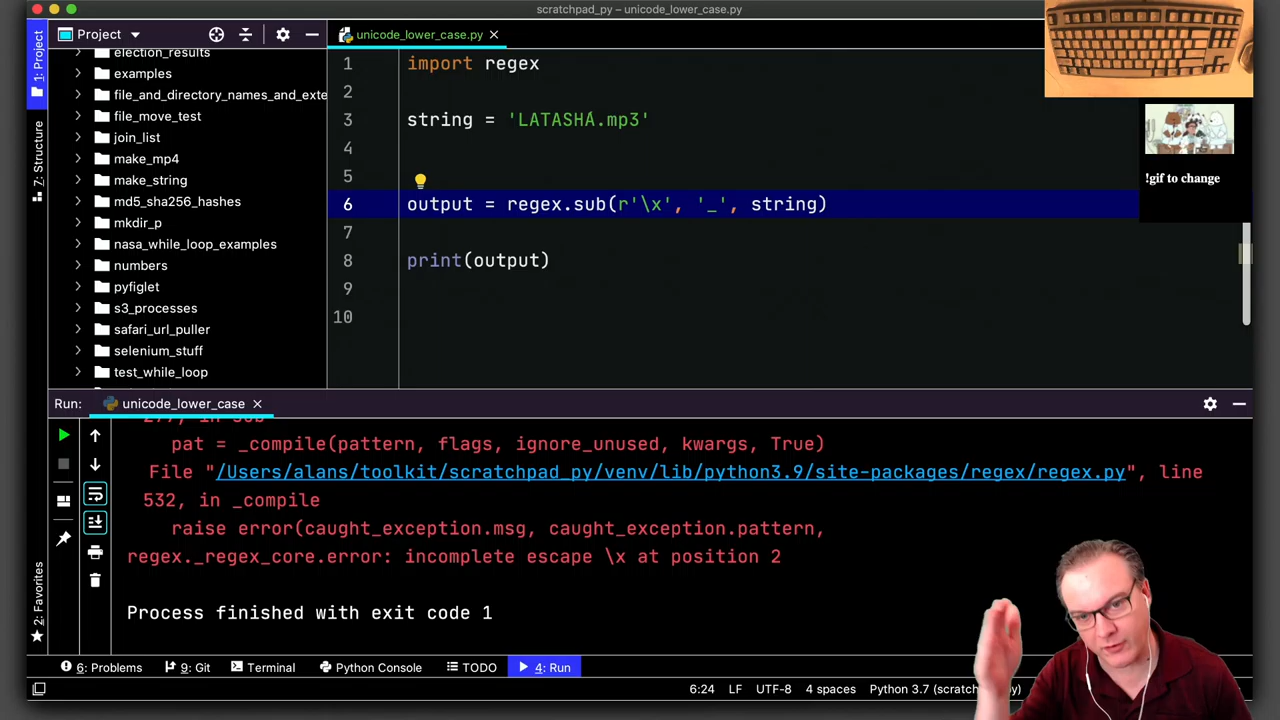 scratchpad_py – unicode_lower_case.py
Project
unicode_lower_case.py
1: Project
7: Structure
2: Favorites
election_results
examples
file_and_directory_names_and_exte
file_move_test
join_list
make_mp4
make_string
md5_sha256_hashes
mkdir_p
nasa_while_loop_examples
numbers
pyfiglet
s3_processes
safari_url_puller
selenium_stuff
test_while_loop
1 import regex
2
3 string = 'LATASHA.mp3'
4
5
6 output = regex.sub(r'\x', '_', string)
7
8 print(output)
9
10
!gif to change
Run: unicode_lower_case
277, in sub
pat = _compile(pattern, flags, ignore_unused, kwargs, True)
File "/Users/alans/toolkit/scratchpad_py/venv/lib/python3.9/site-packages/regex/regex.py", line
532, in _compile
raise error(caught_exception.msg, caught_exception.pattern,
regex._regex_core.error: incomplete escape \x at position 2
Process finished with exit code 1
6: Problems 9: Git Terminal Python Console TODO 4: Run
6:24 LF UTF-8 4 spaces Python 3.7 (scratch